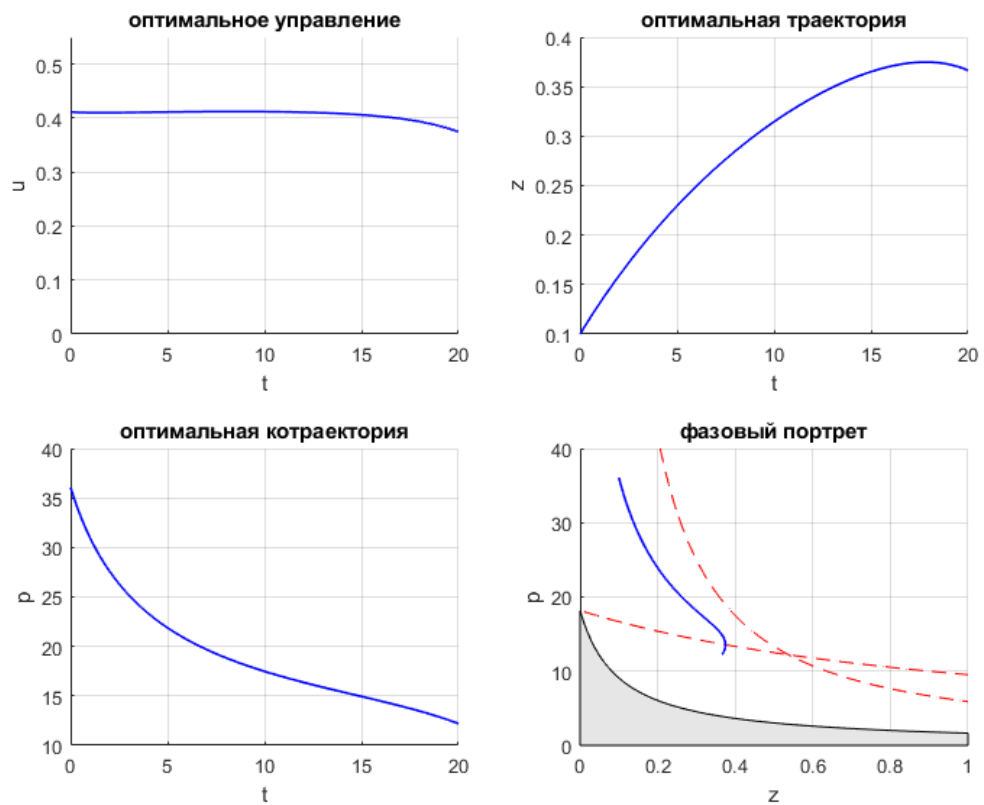 оптимальное управление
0.5
0.4
0.3
0.2
0.1
0
u
0 5 10 15 20
t
оптимальная траектория
0.4
0.35
0.3
0.25
0.2
0.15
0.1
z
0 5 10 15 20
t
оптимальная котраектория
40
35
30
25
20
15
10
p
0 5 10 15 20
t
фазовый портрет
40
30
20
10
0
p
0 0.2 0.4 0.6 0.8 1
z